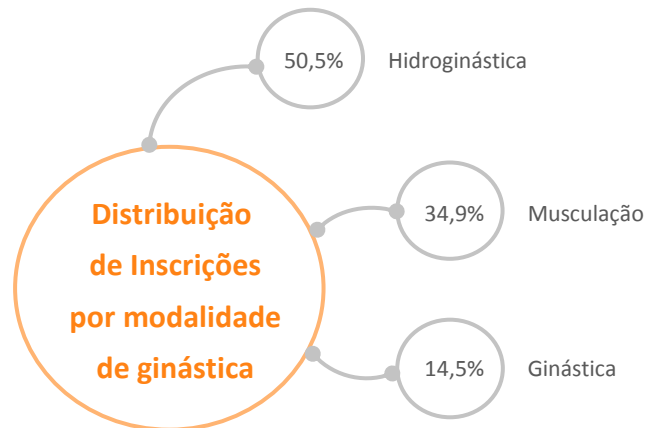 50,5% Hidroginástica
Distribuição
de Inscrições
por modalidade
de ginástica
34,9% Musculação
14,5% Ginástica